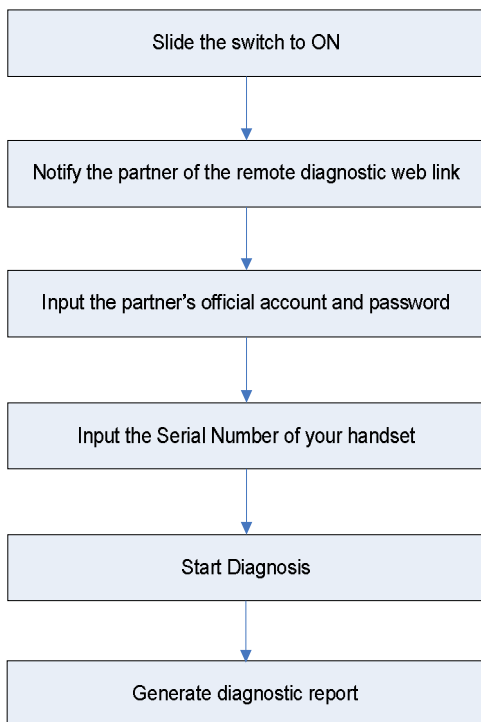 Slide the switch to ON
Notify the partner of the remote diagnostic web link
Input the partner's official account and password
Input the Serial Number of your handset
Start Diagnosis
Generate diagnostic report